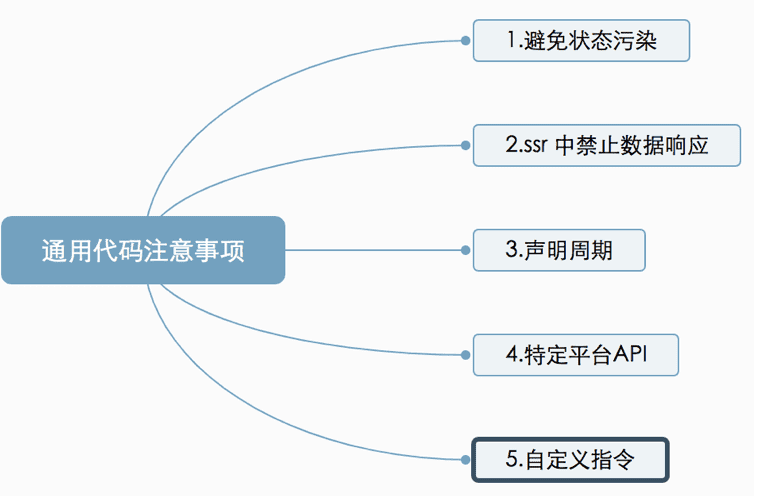 1.避免状态污染
2.ssr 中禁止数据响应
通用代码注意事项
3.声明周期
4.特定平台API
5.自定义指令